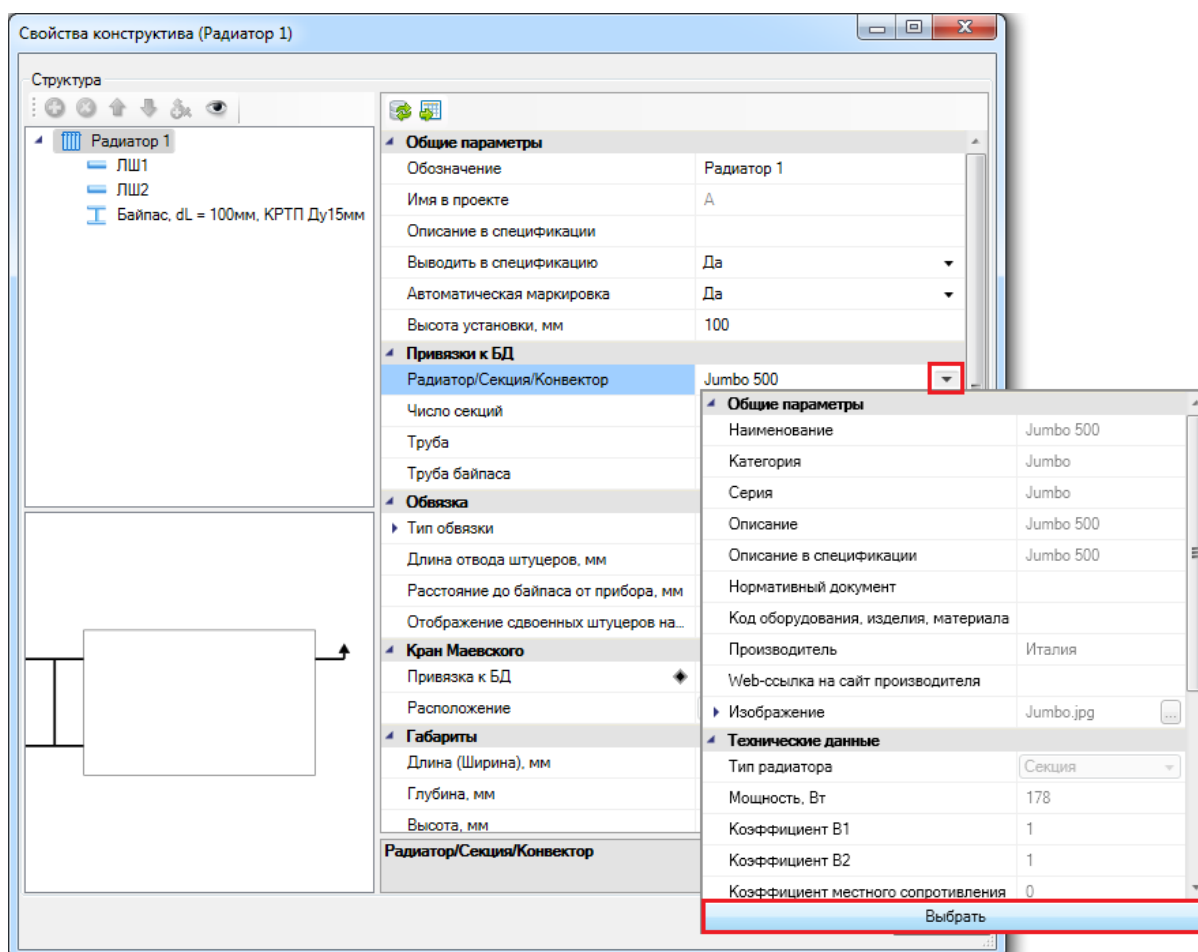 Свойства конструктива (Радиатор 1)
Структура
Радиатор 1
ЛШ1
ЛШ2
Байпас, dL = 100мм, КРТП Ду15мм
Общие параметры
Обозначение Радиатор 1
Имя в проекте А
Описание в спецификации
Выводить в спецификацию Да
Автоматическая маркировка Да
Высота установки, мм 100
Привязки к БД
Радиатор/Секция/Конвектор Jumbo 500
Число секций
Труба
Труба байпаса
Обвязка
Тип обвязки
Длина отвода штуцеров, мм
Расстояние до байпаса от прибора, мм
Отображение сдвоенных штуцеров на...
Кран Маевского
Привязка к БД
Расположение
Габариты
Длина (Ширина), мм
Глубина, мм
Высота, мм
Радиатор/Секция/Конвектор
Общие параметры
Наименование Jumbo 500
Категория Jumbo
Серия Jumbo
Описание Jumbo 500
Описание в спецификации Jumbo 500
Нормативный документ
Код оборудования, изделия, материала
Производитель Италия
Web-ссылка на сайт производителя
Изображение Jumbo.jpg ...
Технические данные
Тип радиатора Секция
Мощность, Вт 178
Коэффициент B1 1
Коэффициент B2 1
Коэффициент местного сопротивления 0
Выбрать